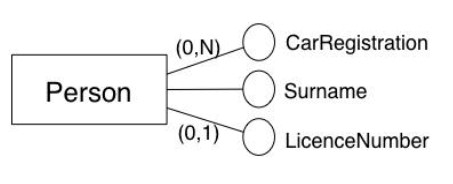 (0,N)
CarRegistration
Person
Surname
(0,1)
LicenceNumber